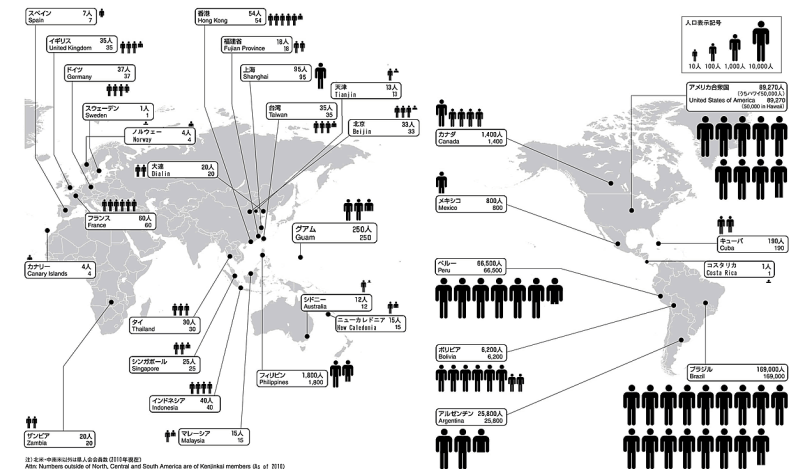 スペイン 7人
Spain 7
イギリス 35人
United Kingdom 35
ドイツ 37人
Germany 37
スウェーデン 1人
Sweden 1
ノルウェー 4人
Norway 4
大連 20人
Dialin 20
フランス 60人
France 60
カナリー 4人
Canary Islands 4
香港 54人
Hong Kong 54
福建省 18人
Fujian Province 18
上海 95人
Shanghai 95
天津 13人
Tianjin 13
台湾 35人
Taiwan 35
北京 33人
Beijin 33
グアム 250人
Guam 250
シドニー 12人
Australia 12
ニューカレドニア 15人
New Caledonia 15
タイ 30人
Thailand 30
シンガポール 25人
Singapore 25
インドネシア 40人
Indonesia 40
マレーシア 15人
Malaysia 15
フィリピン 1,800人
Philippines 1,800
ザンビア 20人
Zambia 20
注）北米・中南米以外は県人会会員数（2010年現在）
Attn: Numbers outside of North, Central and South America are of Kenjinkai members (As of 2010)
人口表示記号
10人 100人 1,000人 10,000人
アメリカ合衆国 89,270人
（うちハワイ50,000人）
United States of America 89,270
(50,000 in Hawaii)
カナダ 1,400人
Canada 1,400
メキシコ 800人
Mexico 800
キューバ 190人
Cuba 190
コスタリカ 1人
Costa Rica 1
ペルー 66,500人
Peru 66,500
ボリビア 6,200人
Bolivia 6,200
ブラジル 169,000人
Brazil 169,000
アルゼンチン 25,800人
Argentina 25,800